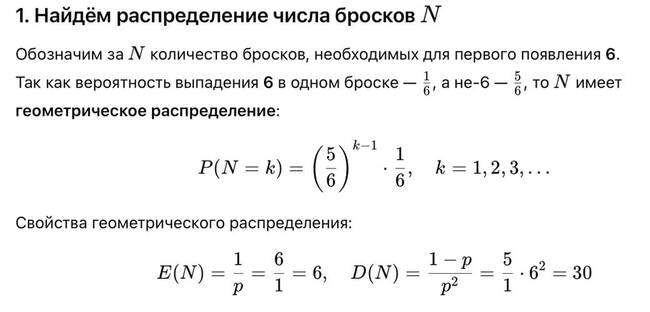 1. Найдём распределение числа бросков N
Обозначим за N количество бросков, необходимых для первого появления 6.
Так как вероятность выпадения 6 в одном броске — 1/6, а не-6 — 5/6, то N имеет
геометрическое распределение:
P(N = k) = (5/6)^{k−1} · 1/6, k = 1, 2, 3, …
Свойства геометрического распределения:
E(N) = 1/p = 6/1 = 6, D(N) = (1 − p)/p² = 5/1 · 6² = 30